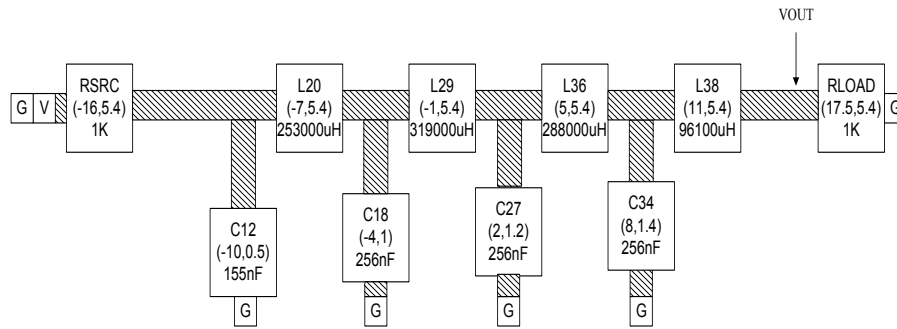 VOUT
G V
RSRC
(-16,5.4)
1K
L20
(-7,5.4)
253000uH
L29
(-1,5.4)
319000uH
L36
(5,5.4)
288000uH
L38
(11,5.4)
96100uH
RLOAD
(17.5,5.4)
1K
G
C12
(-10,0.5)
155nF
G
C18
(-4,1)
256nF
G
C27
(2,1.2)
256nF
G
C34
(8,1.4)
256nF
G